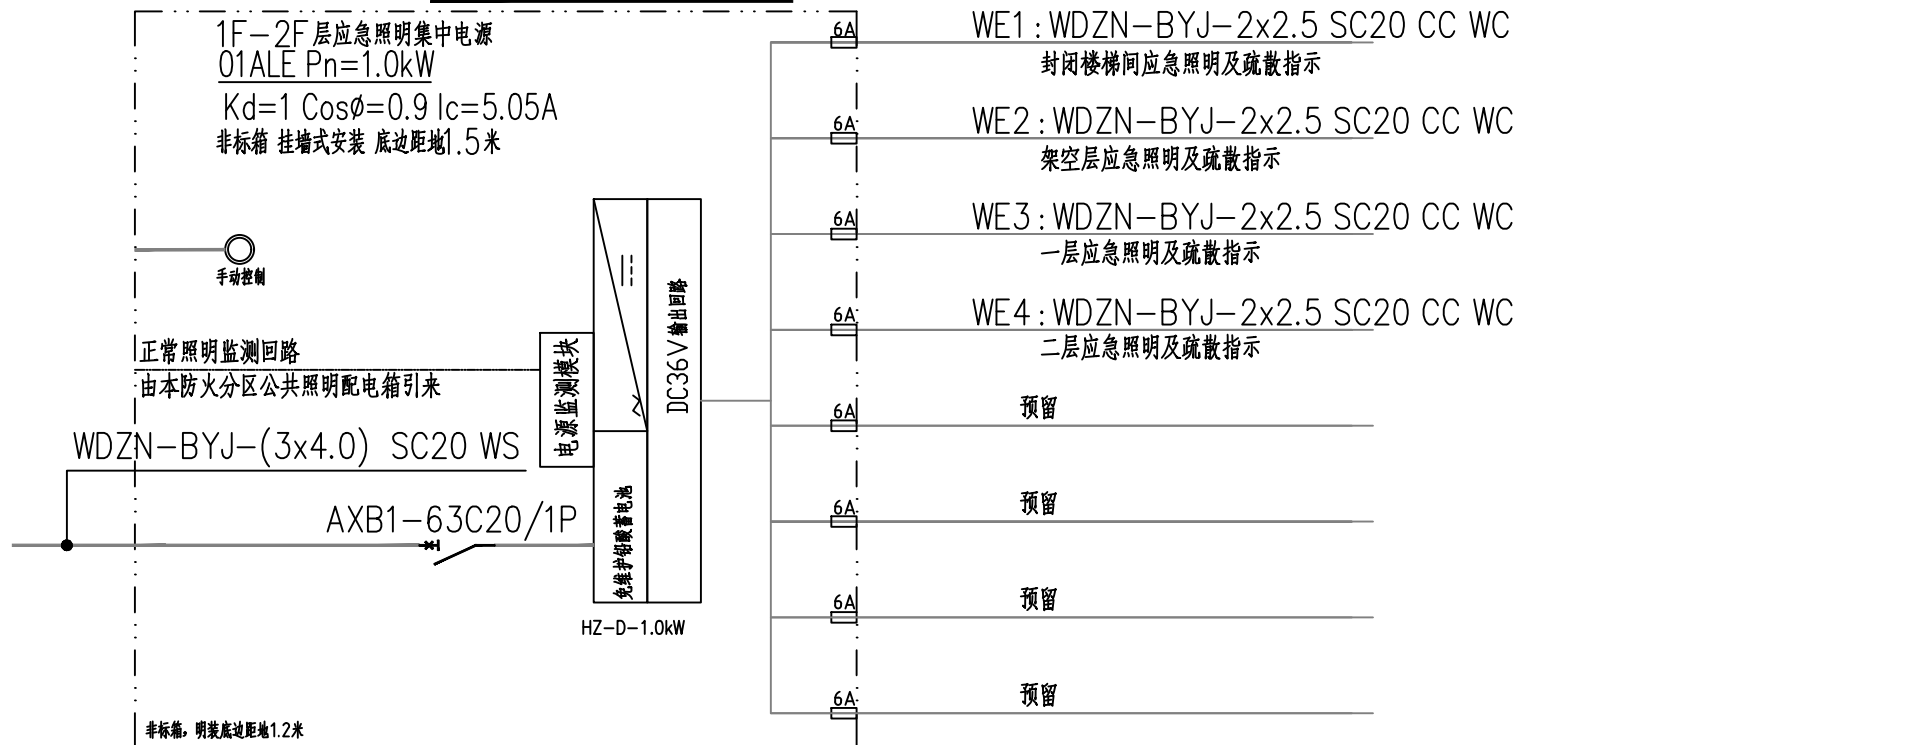 1F-2F层应急照明集中电源
01ALE Pn=1.0kW
Kd=1 Cosø=0.9 Ic=5.05A
非标箱 挂墙式安装 底边距地1.5米
手动控制
正常照明监测回路
由本防火分区公共照明配电箱引来
WDZN-BYJ-(3x4.0) SC20 WS
AXB1-63C20/1P
电源监测模块
免维护铅酸蓄电池
DC36V输出回路
HZ-D-1.0kW
非标箱，明装底边距地1.2米
6A
WE1:WDZN-BYJ-2x2.5 SC20 CC WC
封闭楼梯间应急照明及疏散指示
6A
WE2:WDZN-BYJ-2x2.5 SC20 CC WC
架空层应急照明及疏散指示
6A
WE3:WDZN-BYJ-2x2.5 SC20 CC WC
一层应急照明及疏散指示
6A
WE4:WDZN-BYJ-2x2.5 SC20 CC WC
二层应急照明及疏散指示
6A
预留
6A
预留
6A
预留
6A
预留